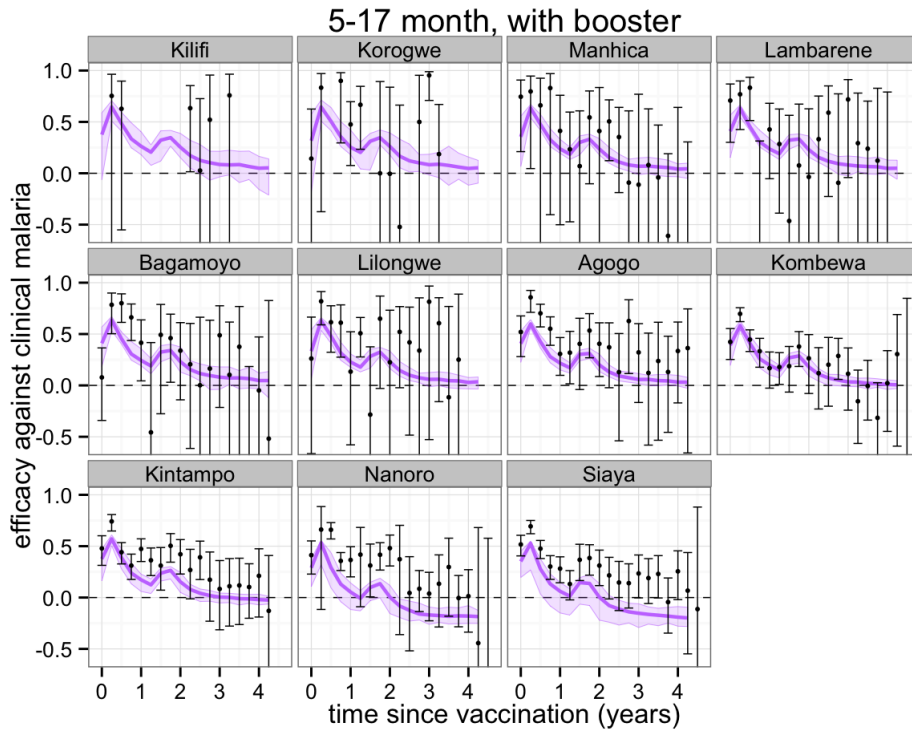 5-17 month, with booster
Kilifi Korogwe Manhica Lambarene
1.0
0.5
0.0
-0.5
Bagamoyo Lilongwe Agogo Kombewa
1.0
0.5
0.0
-0.5
Kintampo Nanoro Siaya
1.0
0.5
0.0
-0.5
0 1 2 3 4 0 1 2 3 4 0 1 2 3 4
time since vaccination (years)
efficacy against clinical malaria